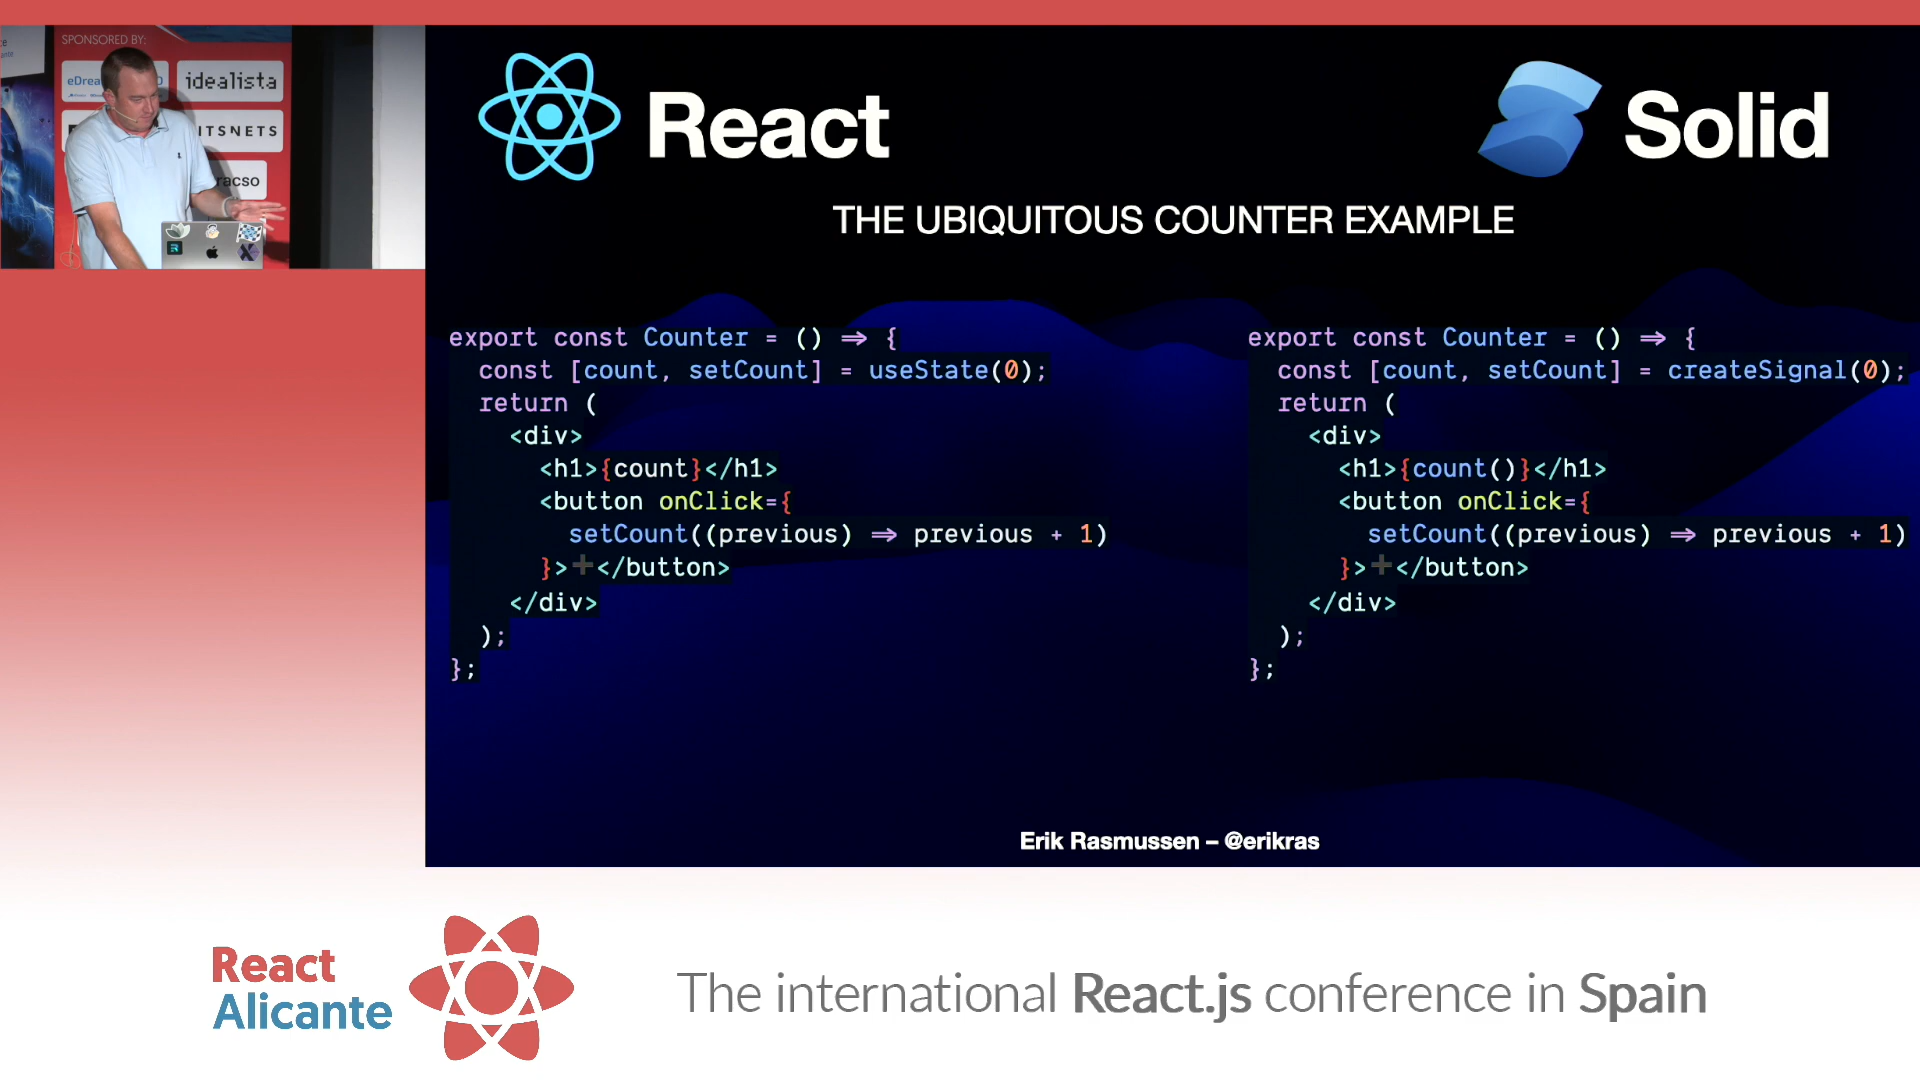 SPONSORED BY:
idealista
ITSNETS
racso
React
Solid
THE UBIQUITOUS COUNTER EXAMPLE
export const Counter = () => {
  const [count, setCount] = useState(0);
  return (
    <div>
      <h1>{count}</h1>
      <button onClick={
        setCount((previous) => previous + 1)
      }>➕</button>
    </div>
  );
};
export const Counter = () => {
  const [count, setCount] = createSignal(0);
  return (
    <div>
      <h1>{count()}</h1>
      <button onClick={
        setCount((previous) => previous + 1)
      }>➕</button>
    </div>
  );
};
Erik Rasmussen – @erikras
React
Alicante
The international React.js conference in Spain